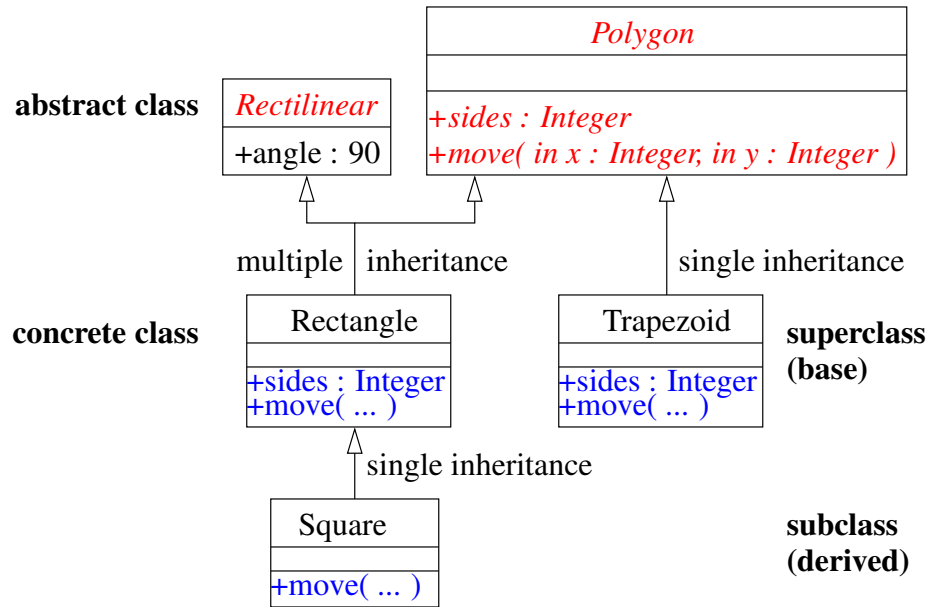 Polygon
abstract class
Rectilinear
+angle : 90
+sides : Integer
+move( in x : Integer, in y : Integer )
multiple inheritance
single inheritance
concrete class
Rectangle
+sides : Integer
+move( ... )
Trapezoid
+sides : Integer
+move( ... )
superclass
(base)
single inheritance
Square
+move( ... )
subclass
(derived)